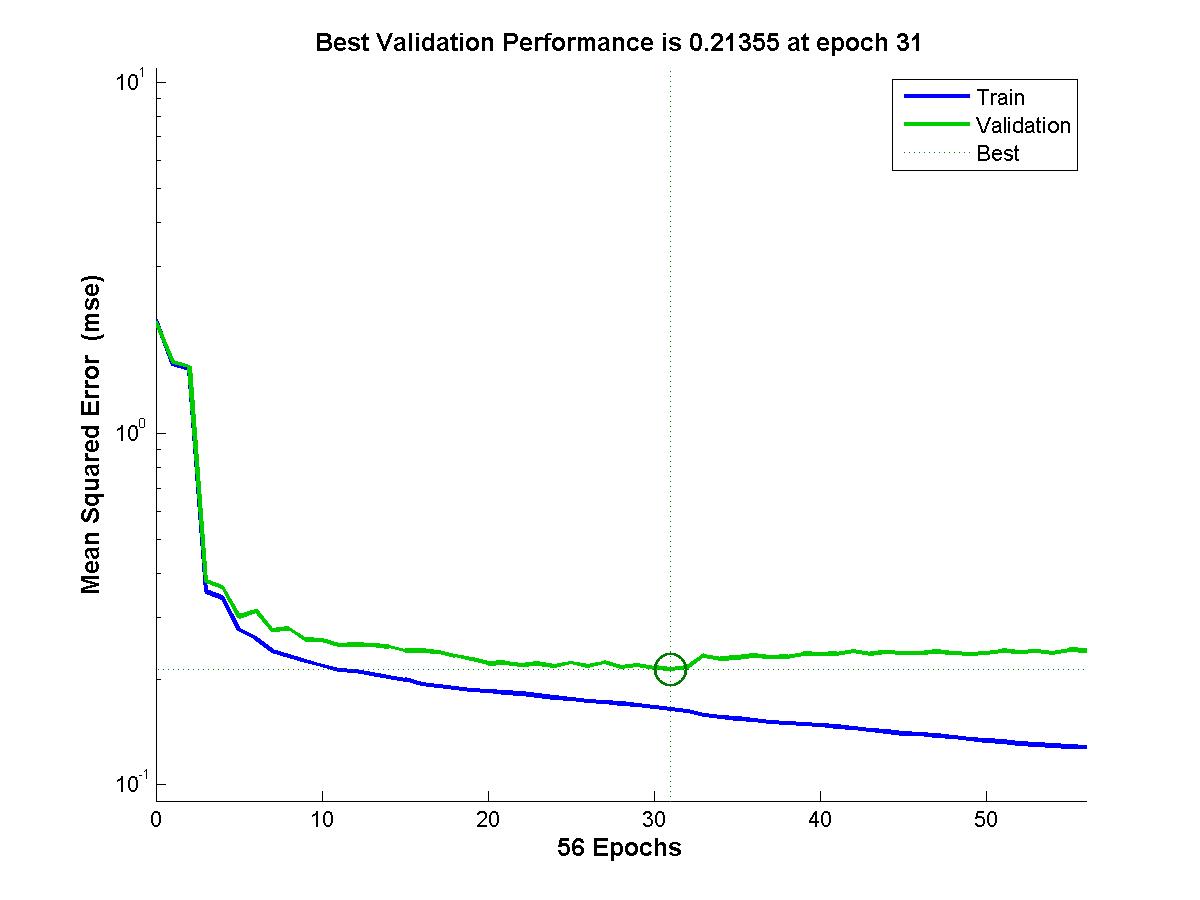 Best Validation Performance is 0.21355 at epoch 31
Train
Validation
Best
Mean Squared Error  (mse)
10^1
10^0
10^-1
0 10 20 30 40 50
56 Epochs